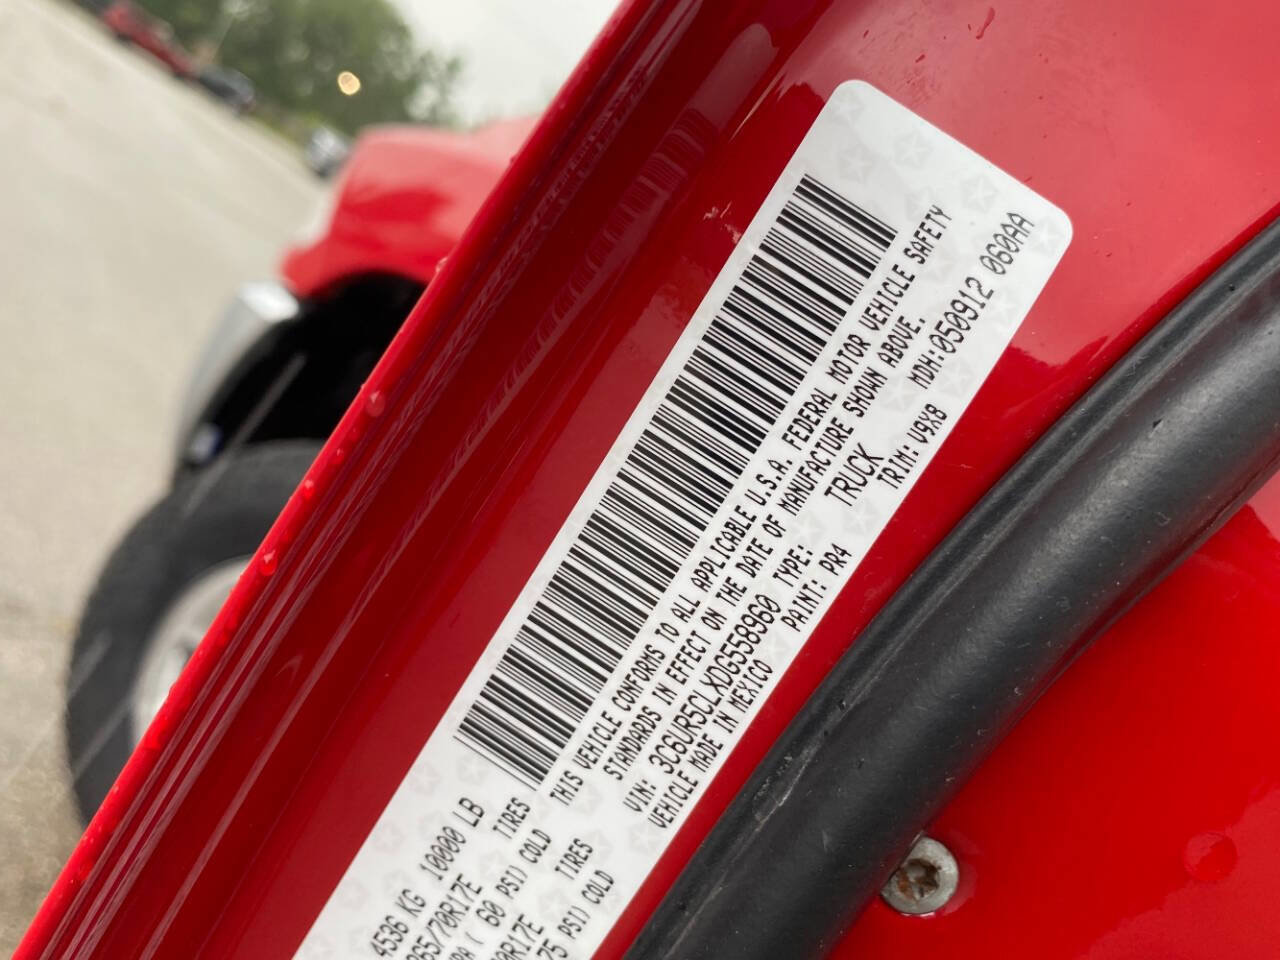 4536 KG 10000 LB
65/70R17E TIRES
60 PSI) COLD
0R17E TIRES
75 PSI) COLD
THIS VEHICLE CONFORMS TO ALL APPLICABLE U.S.A. FEDERAL MOTOR VEHICLE SAFETY
STANDARDS IN EFFECT ON THE DATE OF MANUFACTURE SHOWN ABOVE.
MDH:050912 060AA
VIN: 3C6UR5CLXDG558960 TYPE: TRUCK
VEHICLE MADE IN MEXICO PAINT: PR4 TRIM:V9X8